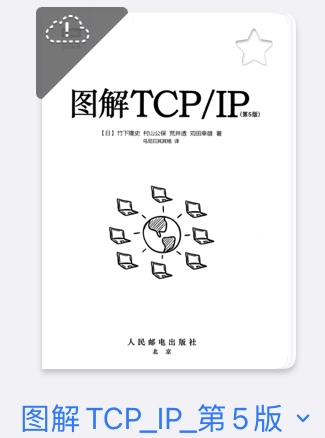 图解TCP/IP(第5版)
【日】竹下隆史 村山公保 荒井透 苅田幸雄 著
乌尼日其其格 译
人民邮电出版社
北京
图解 TCP_IP_第 5 版